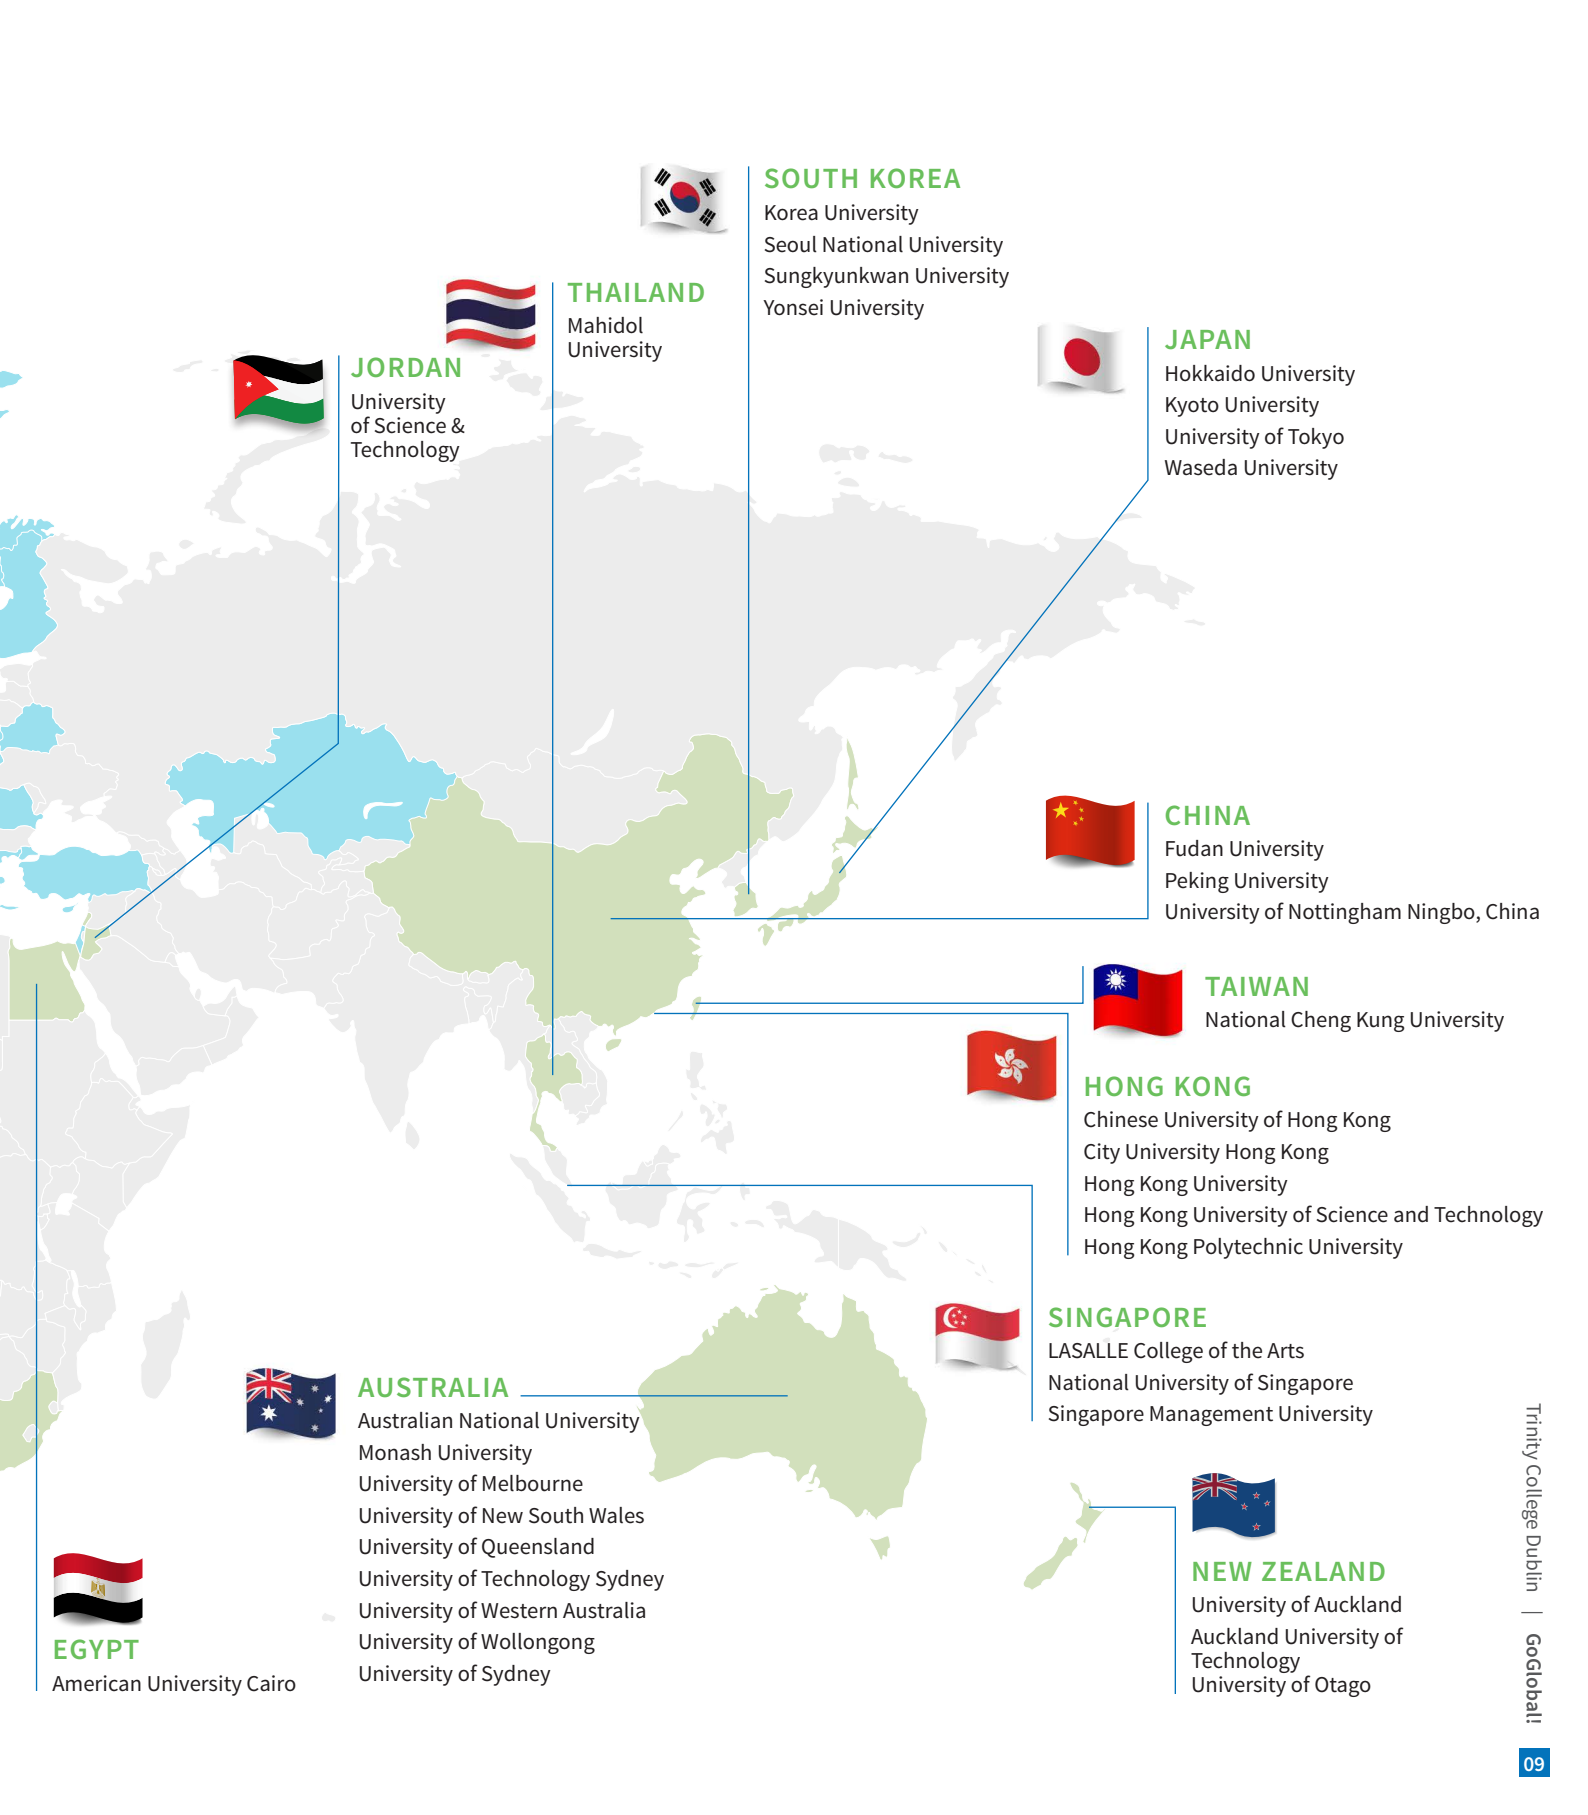 SOUTH KOREA
Korea University
Seoul National University
Sungkyunkwan University
Yonsei University
THAILAND
Mahidol
University
JORDAN
University
of Science &
Technology
JAPAN
Hokkaido University
Kyoto University
University of Tokyo
Waseda University
CHINA
Fudan University
Peking University
University of Nottingham Ningbo, China
TAIWAN
National Cheng Kung University
HONG KONG
Chinese University of Hong Kong
City University Hong Kong
Hong Kong University
Hong Kong University of Science and Technology
Hong Kong Polytechnic University
SINGAPORE
LASALLE College of the Arts
National University of Singapore
Singapore Management University
AUSTRALIA
Australian National University
Monash University
University of Melbourne
University of New South Wales
University of Queensland
University of Technology Sydney
University of Western Australia
University of Wollongong
University of Sydney
NEW ZEALAND
University of Auckland
Auckland University of
Technology
University of Otago
EGYPT
American University Cairo
Trinity College Dublin | GoGlobal!
09